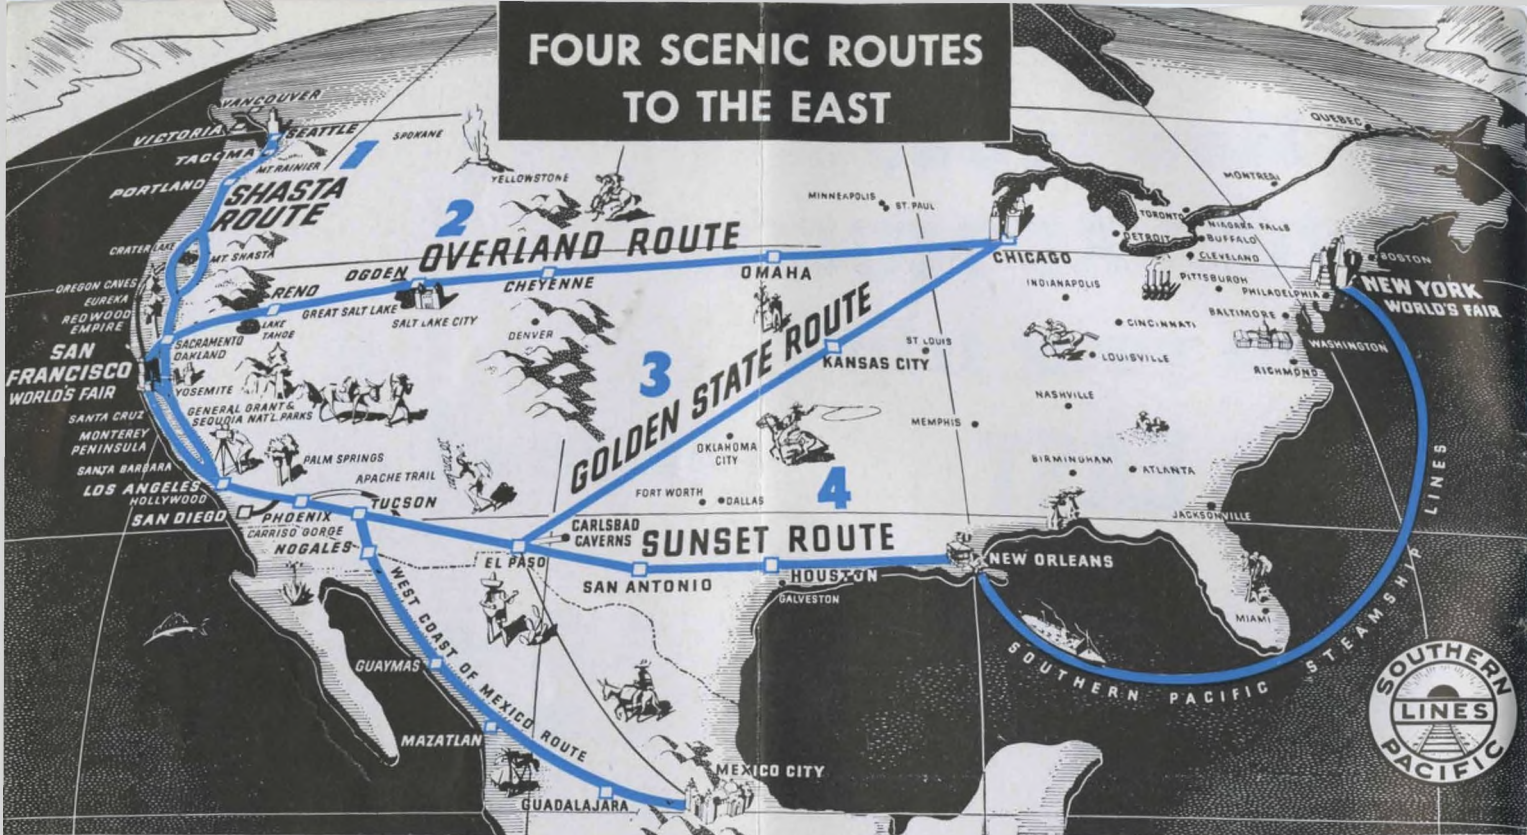 FOUR SCENIC ROUTES
TO THE EAST
VANCOUVER
VICTORIA
SEATTLE
TACOMA
MT RAINIER
SPOKANE
PORTLAND
1
SHASTA
ROUTE
CRATER LAKE
MT. SHASTA
OREGON CAVES
EUREKA
REDWOOD
EMPIRE
YELLOWSTONE
2
OVERLAND ROUTE
RENO
OGDEN
GREAT SALT LAKE
SALT LAKE CITY
CHEYENNE
OMAHA
CHICAGO
LAKE
TAHOE
SACRAMENTO
OAKLAND
SAN
FRANCISCO
WORLD'S FAIR
YOSEMITE
GENERAL GRANT &
SEQUOIA NAT'L PARKS
SANTA CRUZ
MONTEREY
PENINSULA
SANTA BARBARA
LOS ANGELES
HOLLYWOOD
SAN DIEGO
PALM SPRINGS
APACHE TRAIL
PHOENIX
CARRISO GORGE
TUCSON
NOGALES
DENVER
3
GOLDEN STATE ROUTE
KANSAS CITY
ST LOUIS
MINNEAPOLIS
ST. PAUL
INDIANAPOLIS
CINCINNATI
LOUISVILLE
NASHVILLE
MEMPHIS
BIRMINGHAM
ATLANTA
OKLAHOMA
CITY
FORT WORTH
DALLAS
4
SUNSET ROUTE
CARLSBAD
CAVERNS
EL PASO
SAN ANTONIO
HOUSTON
GALVESTON
NEW ORLEANS
JACKSONVILLE
MIAMI
QUEBEC
MONTREAL
TORONTO
NIAGARA FALLS
DETROIT
BUFFALO
CLEVELAND
PITTSBURGH
PHILADELPHIA
BALTIMORE
WASHINGTON
RICHMOND
BOSTON
NEW YORK
WORLD'S FAIR
SOUTHERN PACIFIC STEAMSHIP LINES
WEST COAST OF MEXICO ROUTE
GUAYMAS
MAZATLAN
GUADALAJARA
MEXICO CITY
SOUTHERN
LINES
PACIFIC